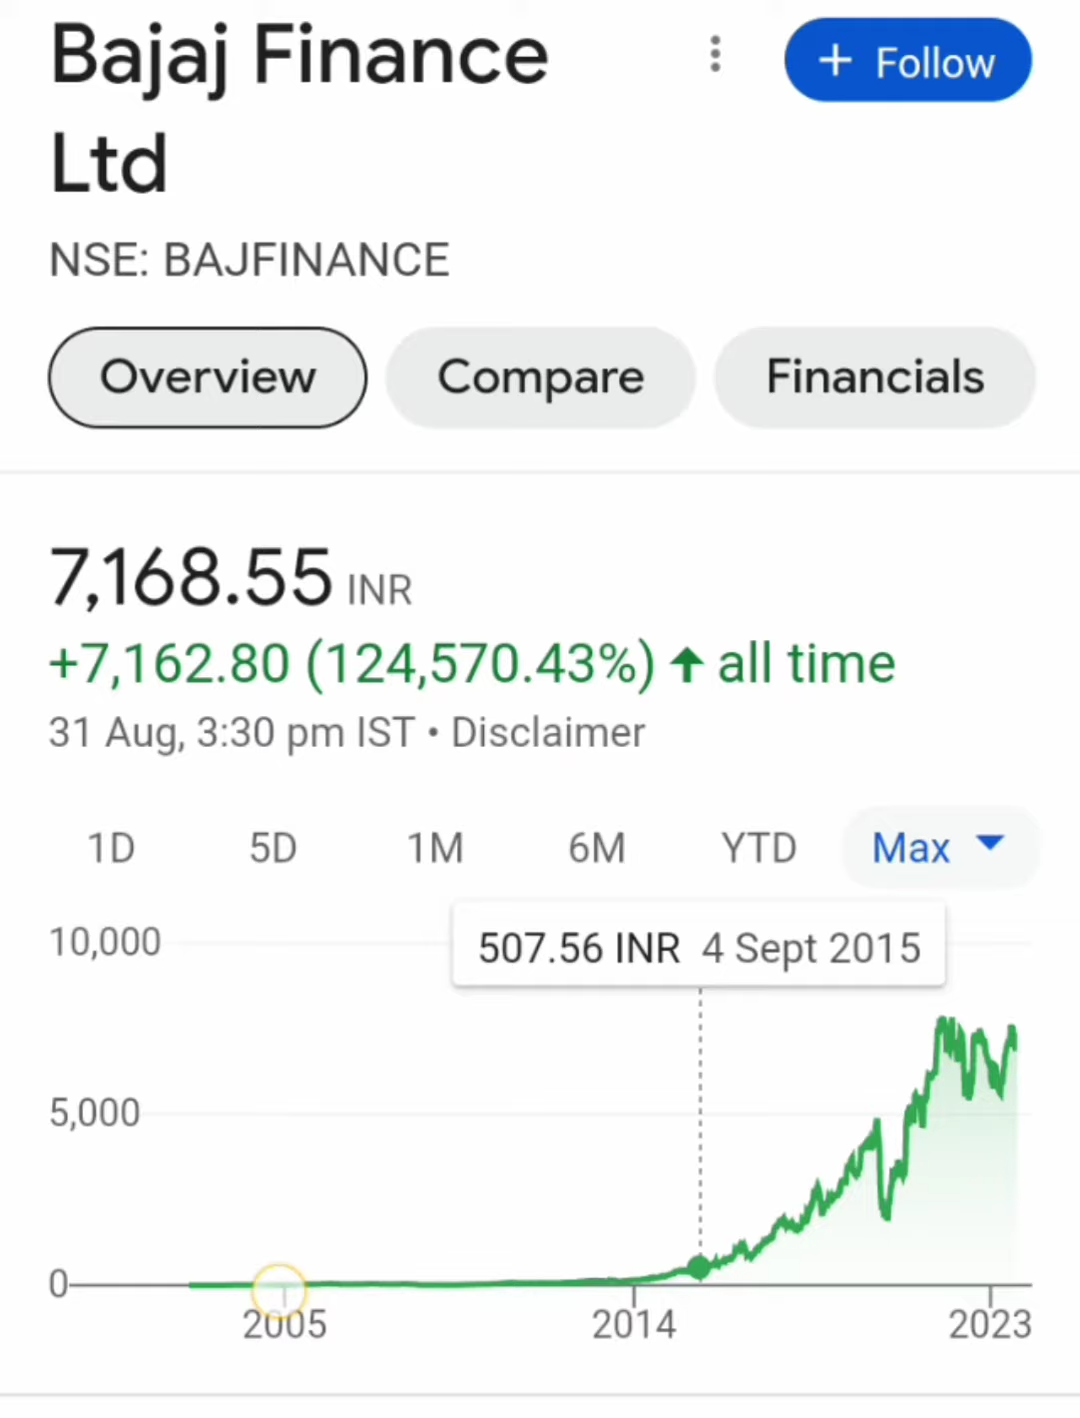 Bajaj Finance
Ltd
+ Follow
NSE: BAJFINANCE
Overview Compare Financials
7,168.55 INR
+7,162.80 (124,570.43%) ↑ all time
31 Aug, 3:30 pm IST • Disclaimer
1D 5D 1M 6M YTD Max
10,000
507.56 INR 4 Sept 2015
5,000
0
2005 2014 2023